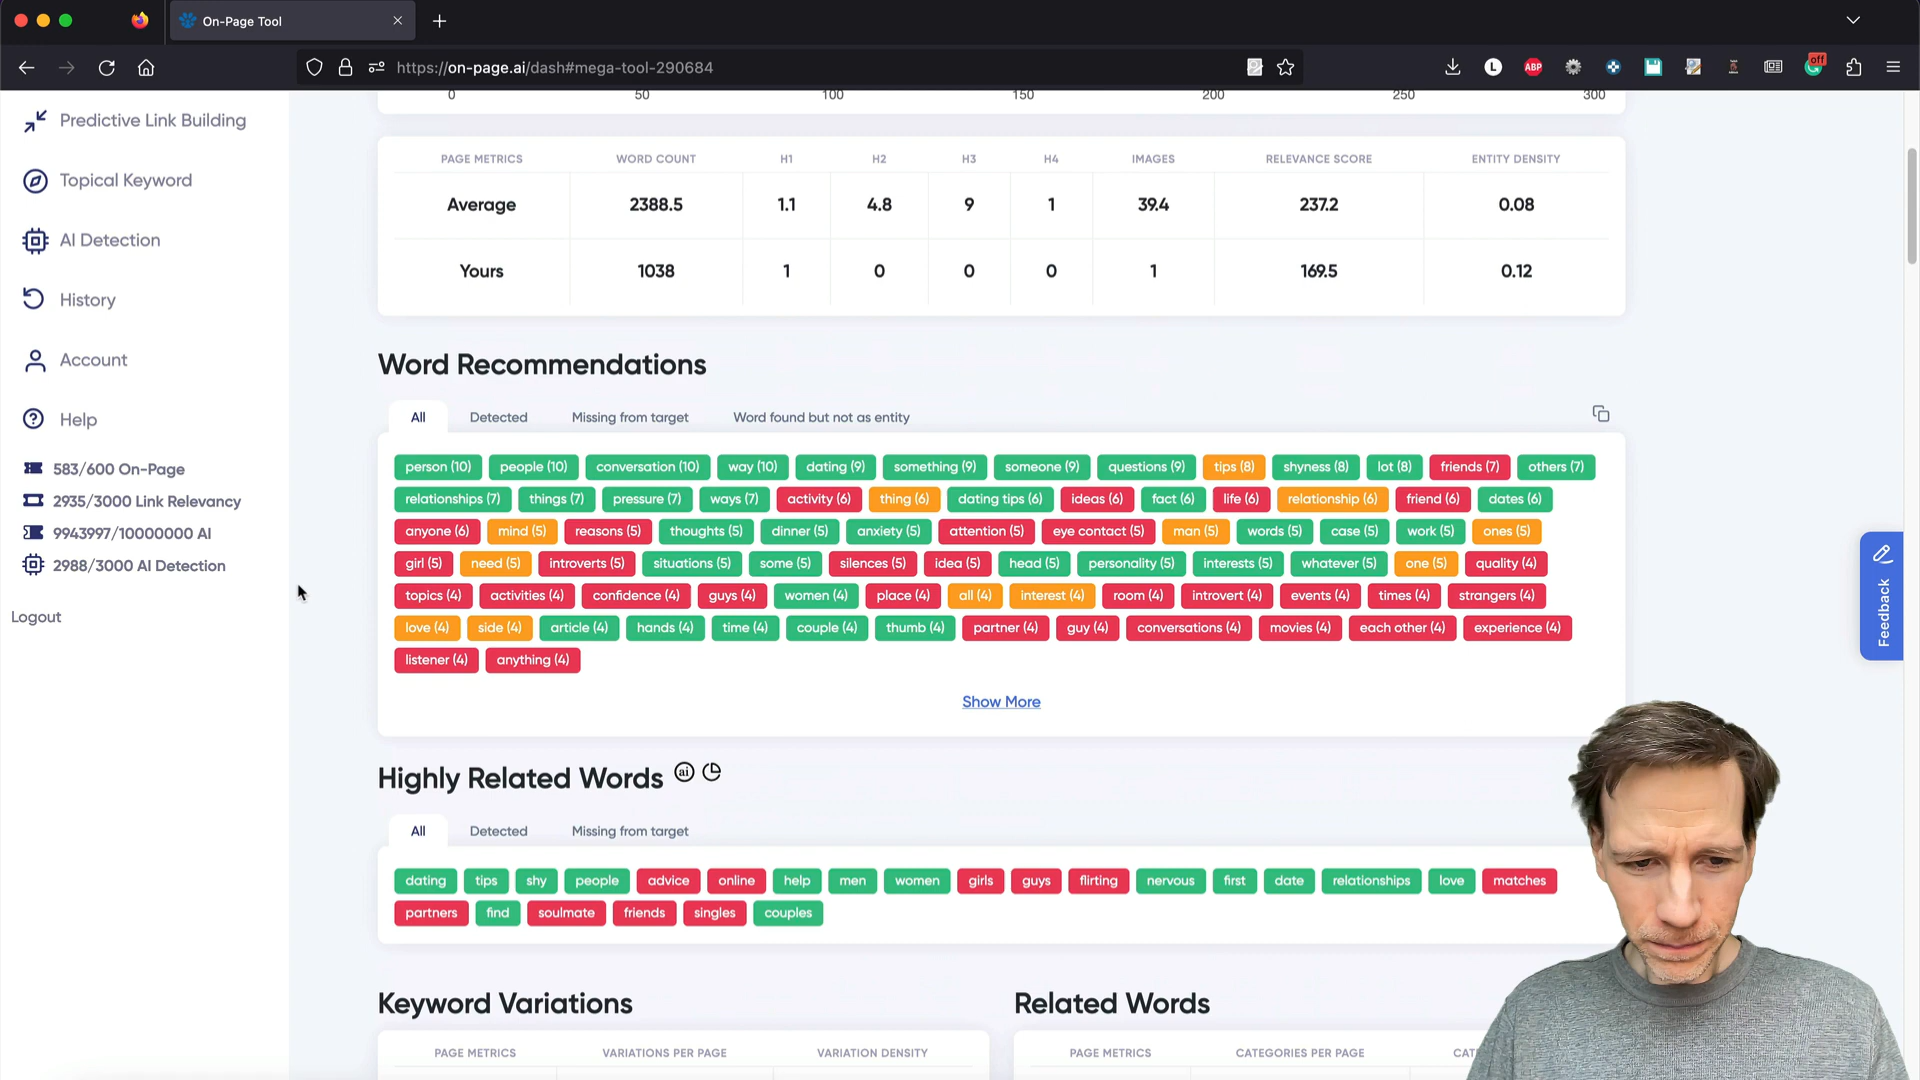 On-Page Tool
https://on-page.ai/dash#mega-tool-290684
L
ABP
off
0 50 100 150 200 250 300
Predictive Link Building
Topical Keyword
AI Detection
History
Account
Help
583/600 On-Page
2935/3000 Link Relevancy
9943997/10000000 AI
2988/3000 AI Detection
Logout
PAGE METRICS WORD COUNT H1 H2 H3 H4 IMAGES RELEVANCE SCORE ENTITY DENSITY
Average 2388.5 1.1 4.8 9 1 39.4 237.2 0.08
Yours 1038 1 0 0 0 1 169.5 0.12
Word Recommendations
All Detected Missing from target Word found but not as entity
person (10) people (10) conversation (10) way (10) dating (9) something (9) someone (9) questions (9) tips (8) shyness (8) lot (8) friends (7) others (7)
relationships (7) things (7) pressure (7) ways (7) activity (6) thing (6) dating tips (6) ideas (6) fact (6) life (6) relationship (6) friend (6) dates (6)
anyone (6) mind (5) reasons (5) thoughts (5) dinner (5) anxiety (5) attention (5) eye contact (5) man (5) words (5) case (5) work (5) ones (5)
girl (5) need (5) introverts (5) situations (5) some (5) silences (5) idea (5) head (5) personality (5) interests (5) whatever (5) one (5) quality (4)
topics (4) activities (4) confidence (4) guys (4) women (4) place (4) all (4) interest (4) room (4) introvert (4) events (4) times (4) strangers (4)
love (4) side (4) article (4) hands (4) time (4) couple (4) thumb (4) partner (4) guy (4) conversations (4) movies (4) each other (4) experience (4)
listener (4) anything (4)
Show More
Feedback
Highly Related Words ai
All Detected Missing from target
dating tips shy people advice online help men women girls guys flirting nervous first date relationships love matches
partners find soulmate friends singles couples
Keyword Variations
PAGE METRICS VARIATIONS PER PAGE VARIATION DENSITY
Related Words
PAGE METRICS CATEGORIES PER PAGE